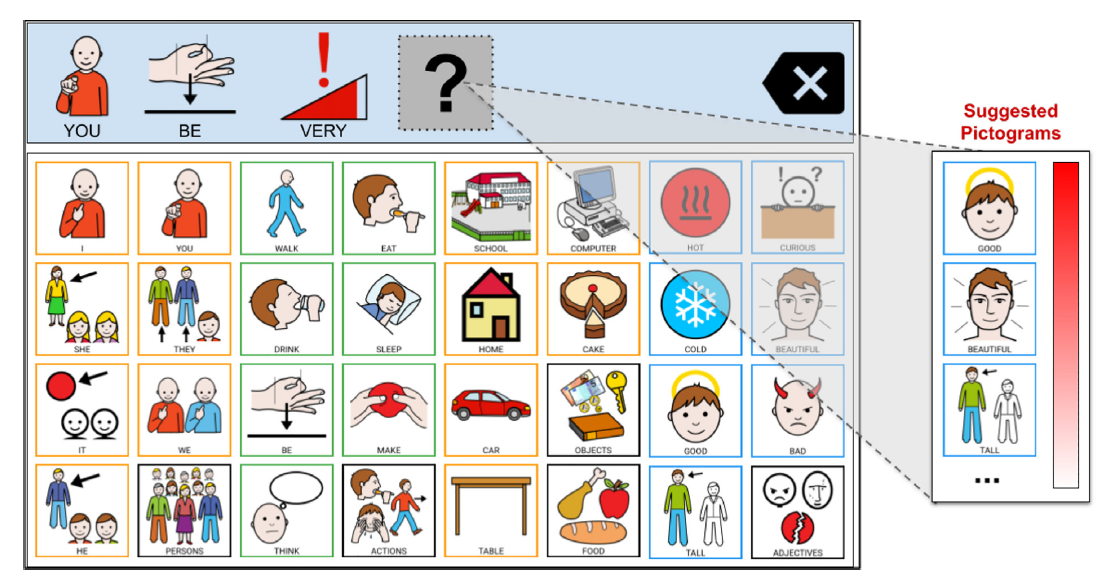 YOU BE VERY ?
Suggested
Pictograms
I YOU WALK EAT SCHOOL COMPUTER HOT ! ? CURIOUS
SHE THEY DRINK SLEEP HOME CAKE COLD BEAUTIFUL
IT WE BE MAKE CAR OBJECTS GOOD BAD
HE PERSONS THINK ACTIONS TABLE FOOD TALL ADJECTIVES
GOOD
BEAUTIFUL
TALL
...